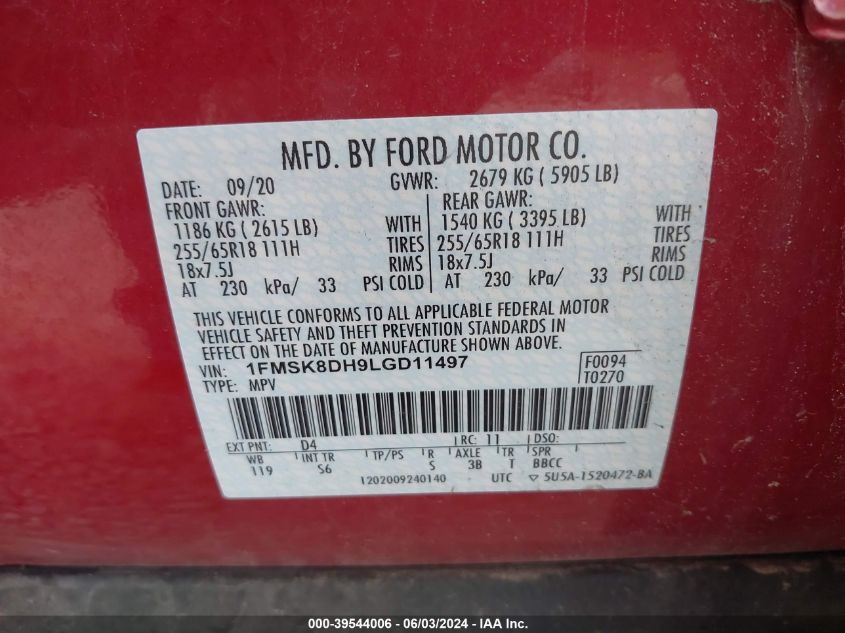 MFD. BY FORD MOTOR CO.
DATE: 09/20 GVWR: 2679 KG ( 5905 LB)
FRONT GAWR: REAR GAWR:
1186 KG ( 2615 LB) WITH 1540 KG ( 3395 LB) WITH
255/65R18 111H TIRES 255/65R18 111H TIRES
18x7.5J RIMS 18x7.5J RIMS
AT 230 kPa/ 33 PSI COLD AT 230 kPa/ 33 PSI COLD
THIS VEHICLE CONFORMS TO ALL APPLICABLE FEDERAL MOTOR
VEHICLE SAFETY AND THEFT PREVENTION STANDARDS IN
EFFECT ON THE DATE OF MANUFACTURE SHOWN ABOVE.
VIN: 1FMSK8DH9LGD11497 F0094
TYPE: MPV T0270
EXT PNT: D4 RC: 11 DSO:
WB INT TR TP/PS R AXLE TR SPR
119 S6 S 3B T BBCC
1202009240140 UTC ▽ 5U5A-1520472-BA
000-39544006 - 06/03/2024 - IAA Inc.